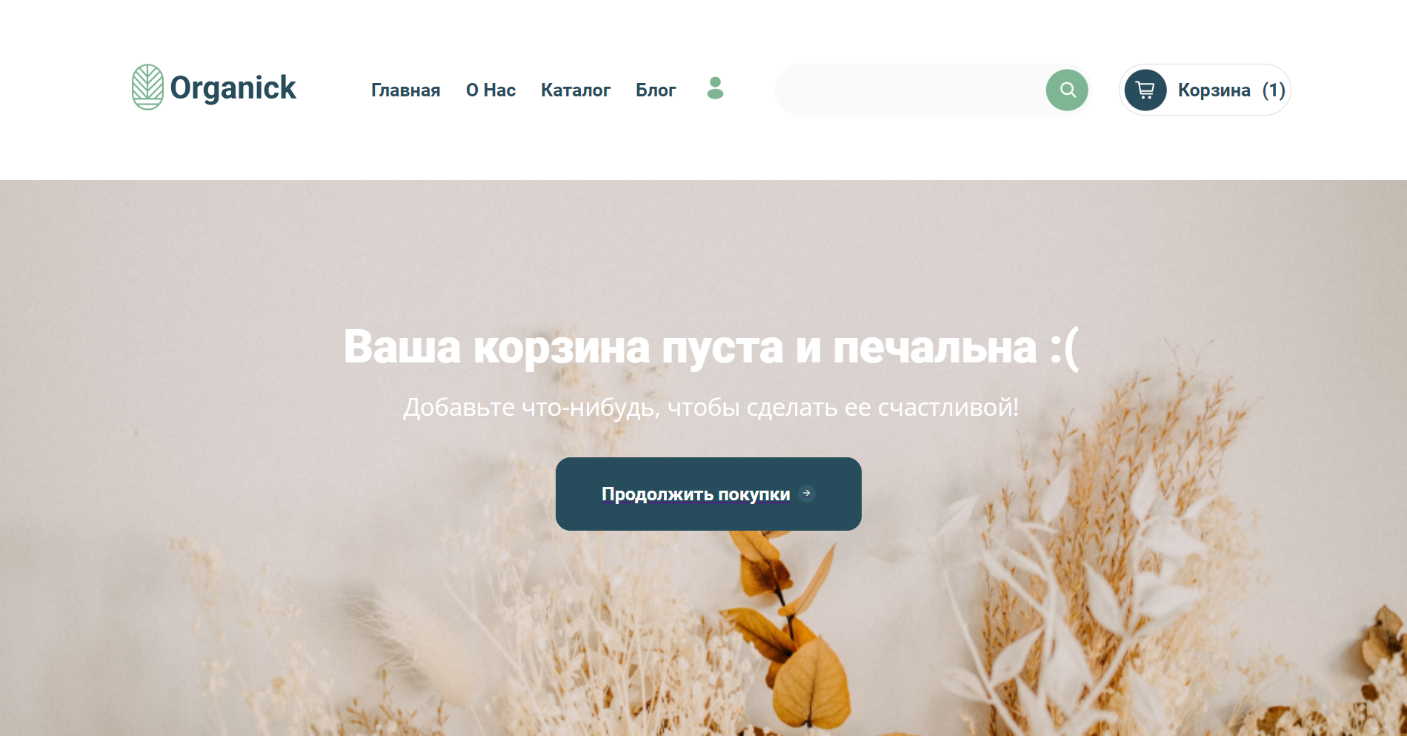 Organick
Главная О Нас Каталог Блог
Корзина (1)
Ваша корзина пуста и печальна :(
Добавьте что-нибудь, чтобы сделать ее счастливой!
Продолжить покупки